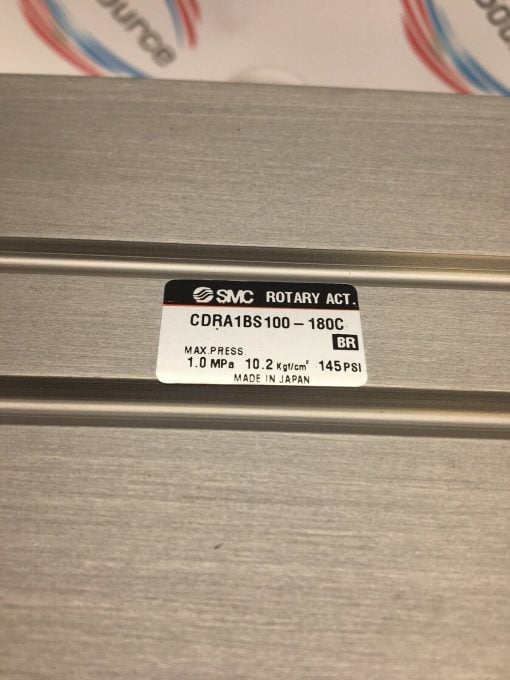 ource
SMC ROTARY ACT.
CDRA1BS100-180C
BR
MAX.PRESS.
1.0 MPa 10.2 Kgf/cm² 145 PSI
MADE IN JAPAN